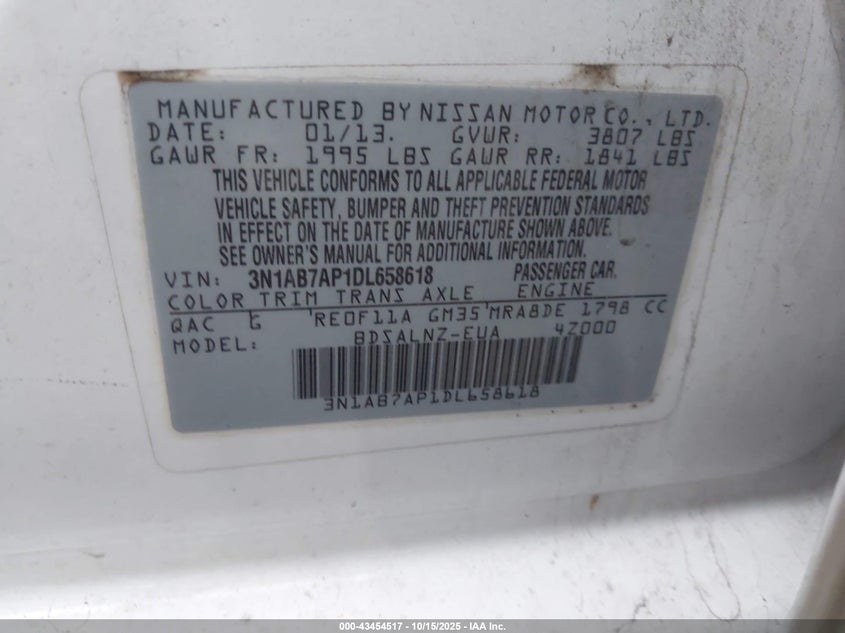 MANUFACTURED BY NISSAN MOTOR CO., LTD.
DATE: 01/13. GVWR: 3807 LBS
GAWR FR: 1995 LBS GAWR RR: 1841 LBS
THIS VEHICLE CONFORMS TO ALL APPLICABLE FEDERAL MOTOR
VEHICLE SAFETY, BUMPER AND THEFT PREVENTION STANDARDS
IN EFFECT ON THE DATE OF MANUFACTURE SHOWN ABOVE.
SEE OWNER'S MANUAL FOR ADDITIONAL INFORMATION.
VIN: 3N1AB7AP1DL658618 PASSENGER CAR.
COLOR TRIM TRANS AXLE ENGINE
QAC G RE0F11A GM35 MRA8DE 1798 CC
MODEL: BDSALNZ-EUA 4Z000
3N1AB7AP1DL658618
000-43454517 - 10/15/2025 - IAA Inc.